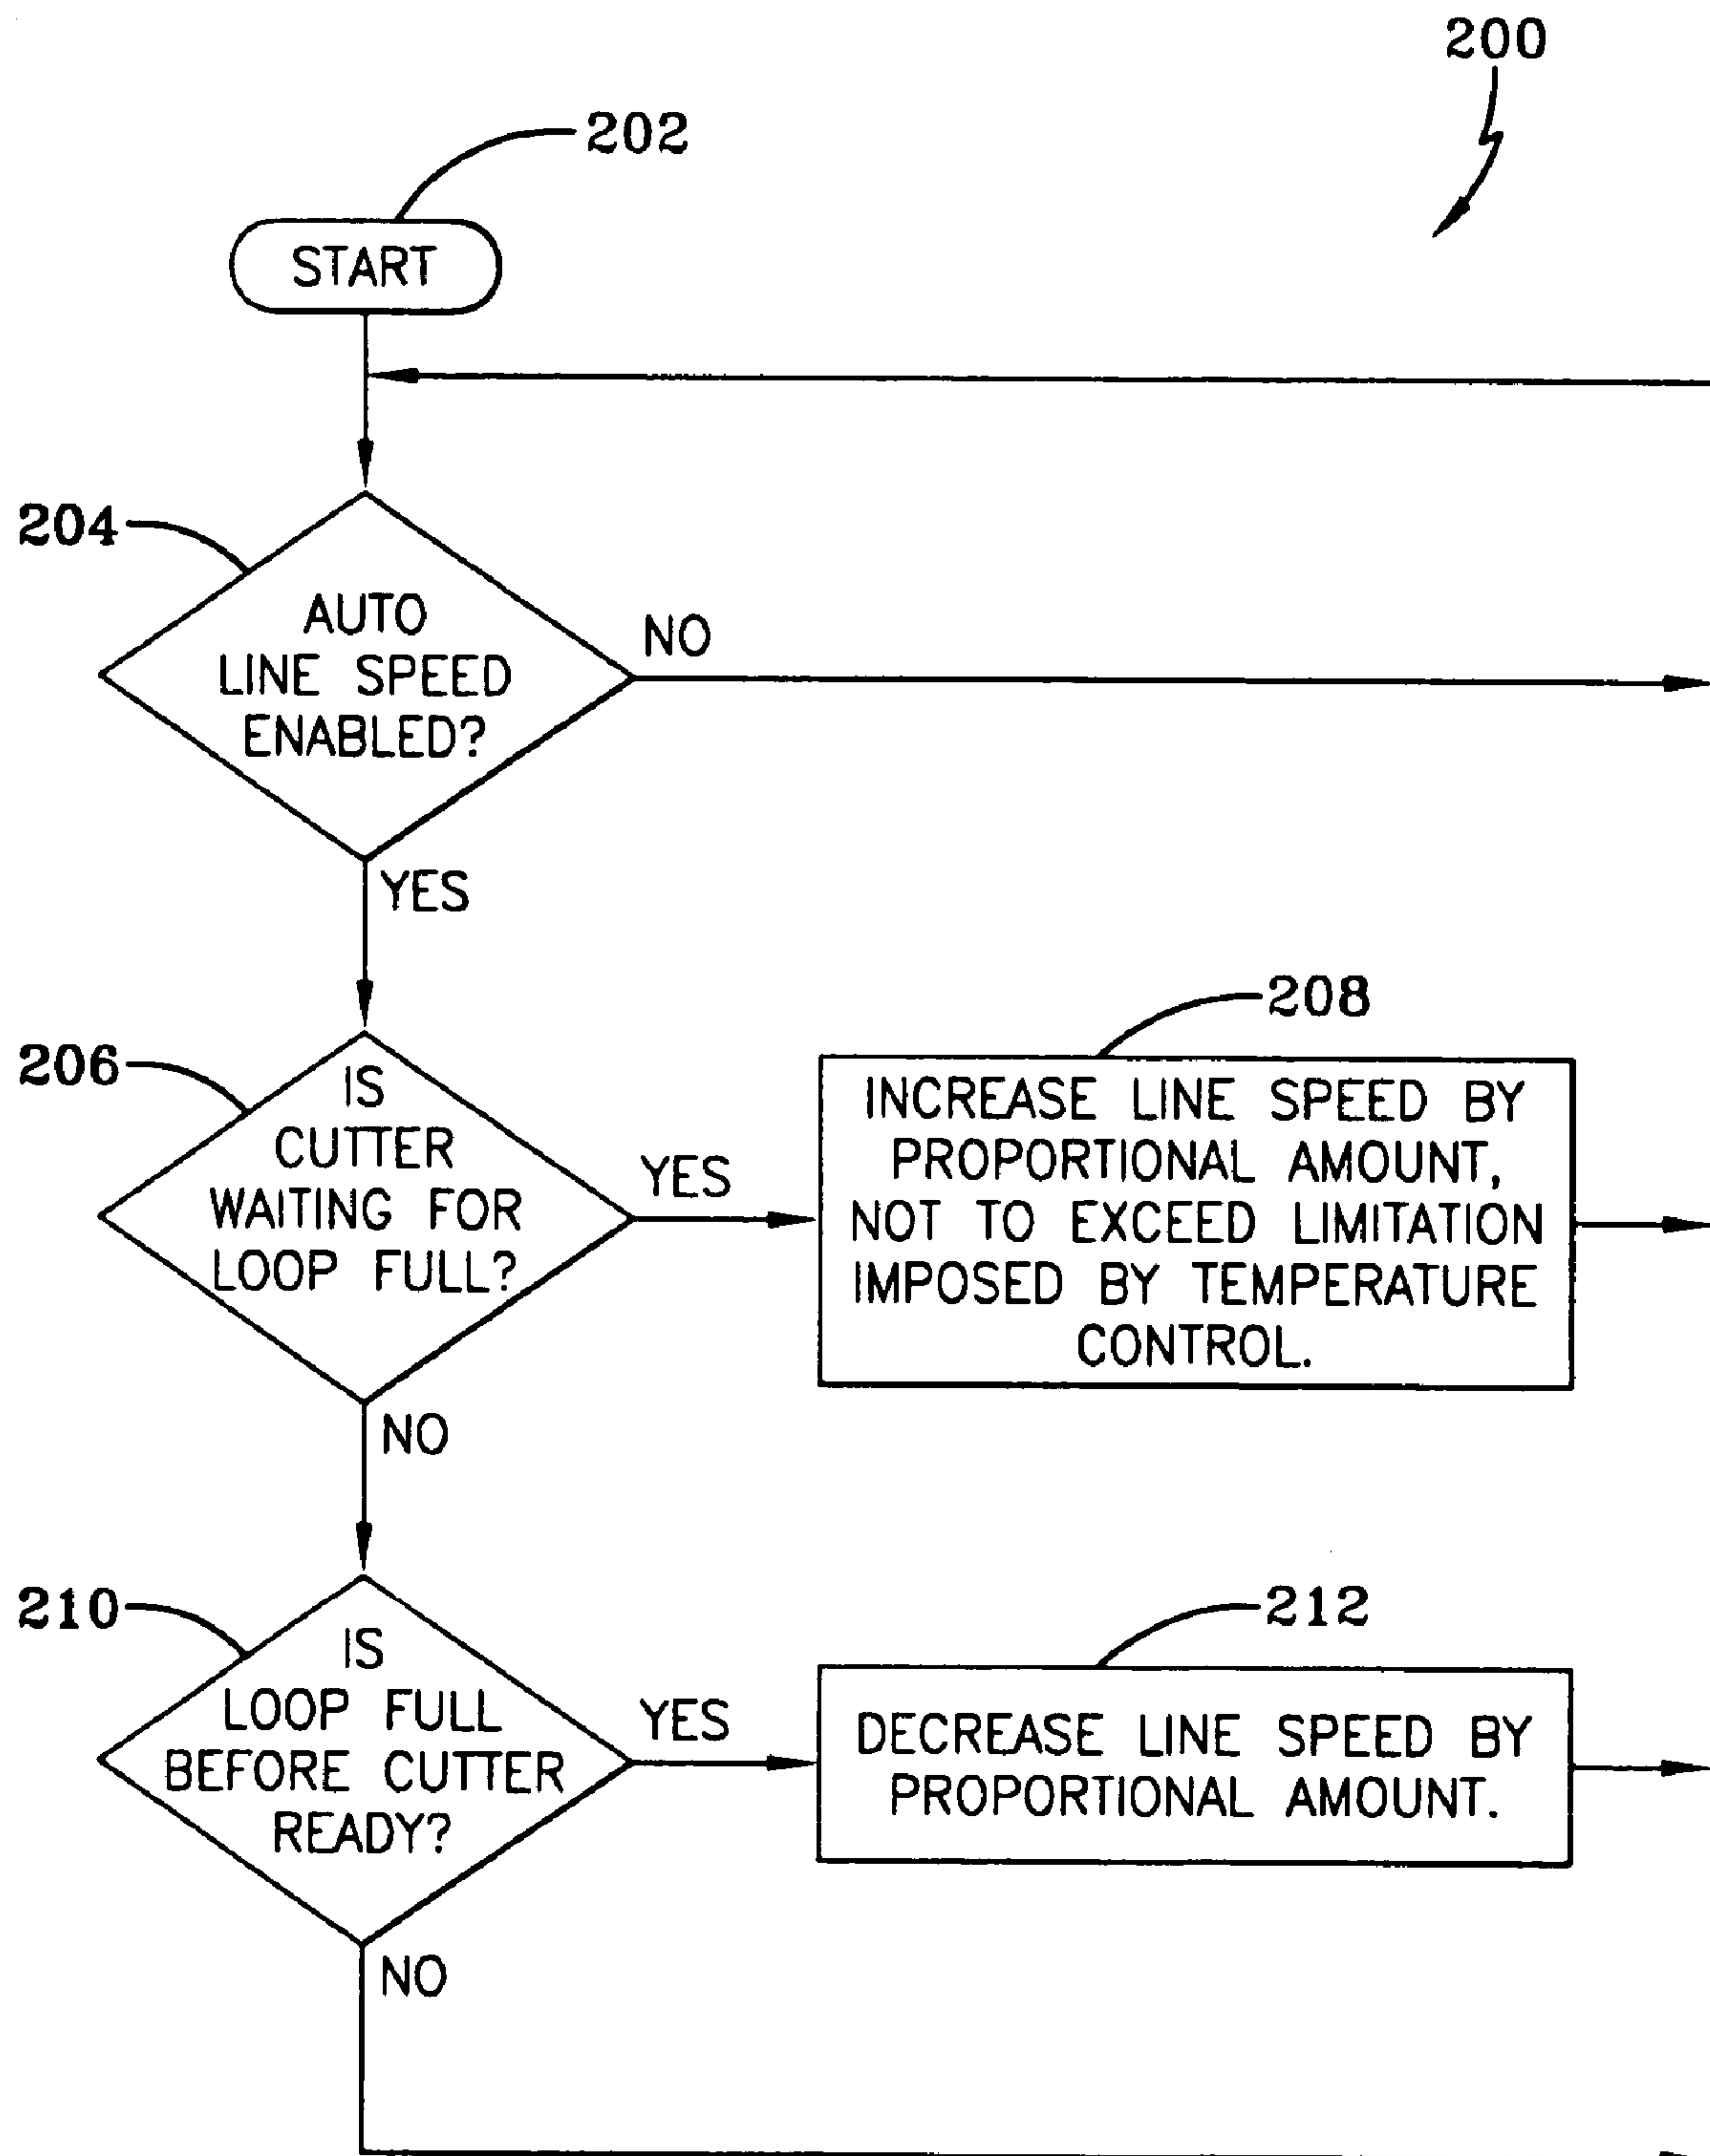 200
202
START
204
AUTO
LINE SPEED
ENABLED?
NO
YES
206
IS
CUTTER
WAITING FOR
LOOP FULL?
YES
208
INCREASE LINE SPEED BY
PROPORTIONAL AMOUNT,
NOT TO EXCEED LIMITATION
IMPOSED BY TEMPERATURE
CONTROL.
NO
210
IS
LOOP FULL
BEFORE CUTTER
READY?
YES
212
DECREASE LINE SPEED BY
PROPORTIONAL AMOUNT.
NO